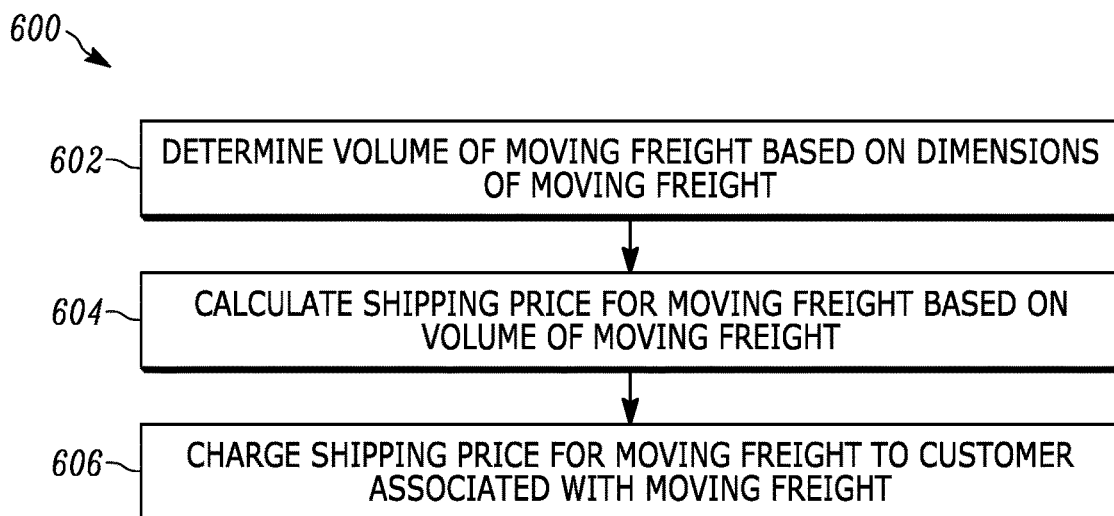 600
602
DETERMINE VOLUME OF MOVING FREIGHT BASED ON DIMENSIONS
OF MOVING FREIGHT
604
CALCULATE SHIPPING PRICE FOR MOVING FREIGHT BASED ON
VOLUME OF MOVING FREIGHT
606
CHARGE SHIPPING PRICE FOR MOVING FREIGHT TO CUSTOMER
ASSOCIATED WITH MOVING FREIGHT